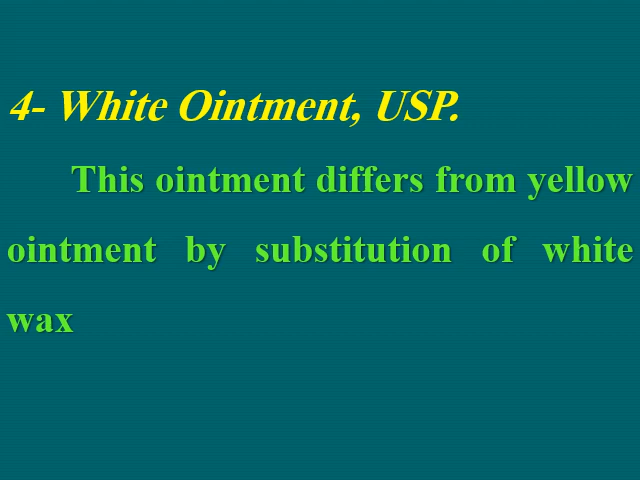 4- White Ointment, USP.
This ointment differs from yellow
ointment by substitution of white
wax